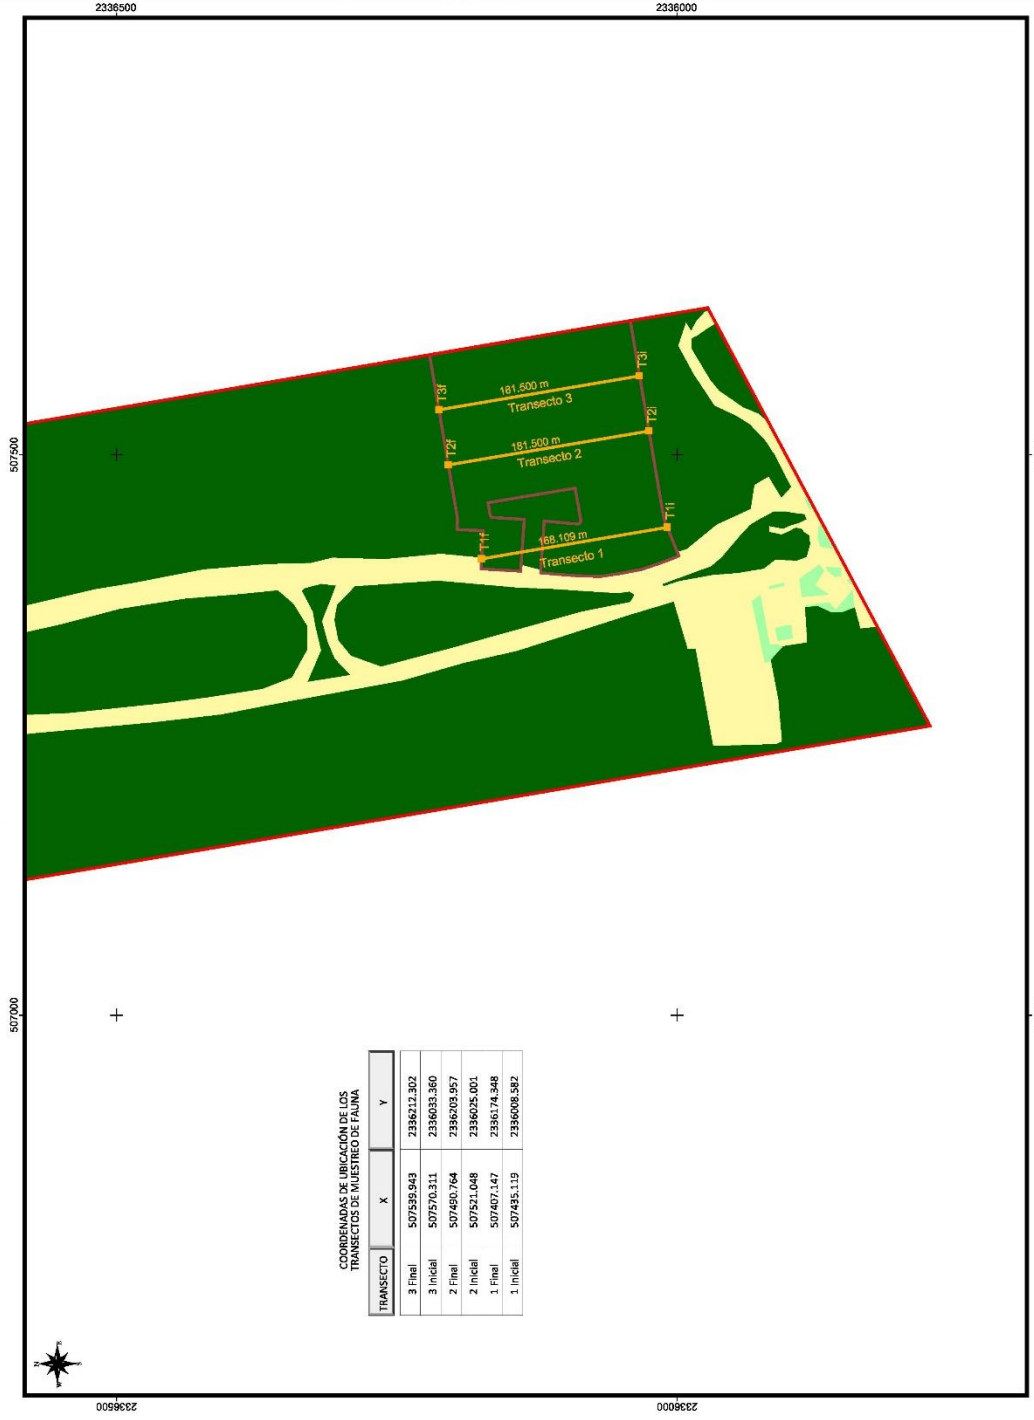 2336500
2336000
507500
507000
T3f
181.500 m
Transecto 3
T3i
T2f
181.500 m
Transecto 2
T2i
T1f
168.109 m
Transecto 1
T1i
COORDENADAS DE UBICACIÓN DE LOS
TRANSECTOS DE MUESTREO DE FAUNA
TRANSECTO X Y
3 Final 507539.943 2336212.302
3 Inicial 507570.311 2336033.360
2 Final 507490.764 2336203.957
2 Inicial 507521.048 2336025.001
1 Final 507407.147 2336174.348
1 Inicial 507435.119 2336008.582
N
E
S
W
2336500
2336000